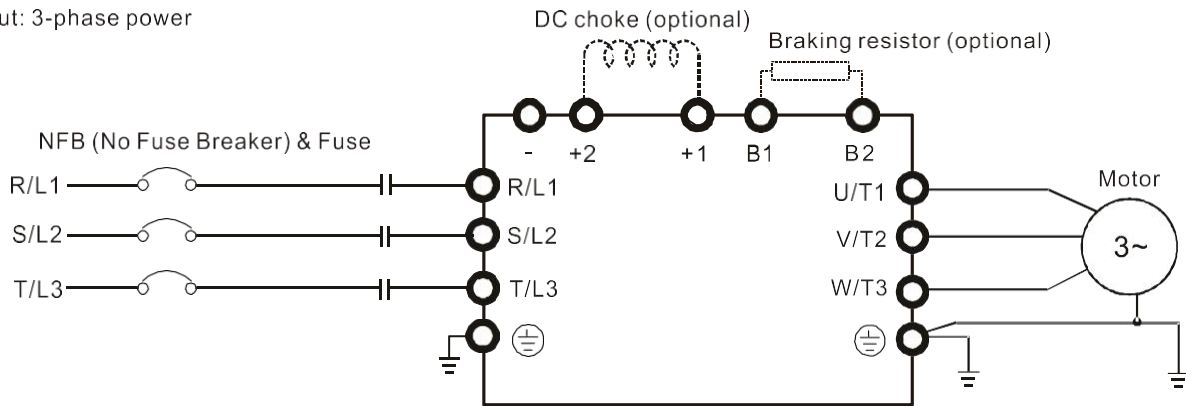 ut: 3-phase power
DC choke (optional)
Braking resistor (optional)
NFB (No Fuse Breaker) & Fuse
- +2 +1 B1 B2
R/L1 R/L1 U/T1 Motor
S/L2 S/L2 V/T2 3~
T/L3 T/L3 W/T3